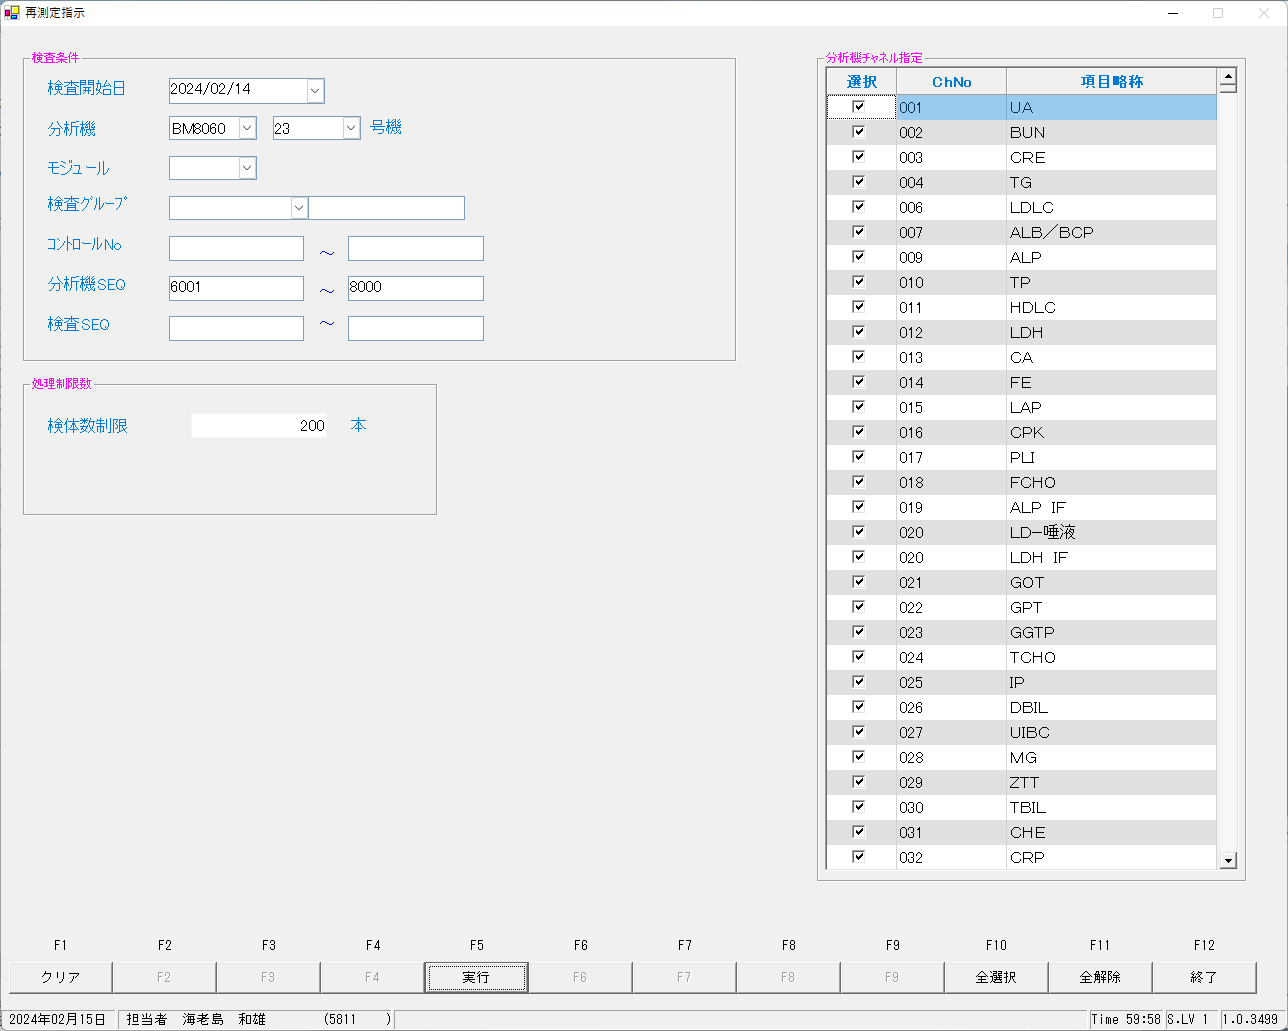 再測定指示
検査条件
検査開始日 2024/02/14
分析機 BM8060 23 号機
モジュール
検査グループ
コントロールNo ～
分析機SEQ 6001 ～ 8000
検査SEQ ～
処理制限数
検体数制限 200 本
分析機チャネル指定
選択 ChNo 項目略称
001 UA
002 BUN
003 CRE
004 TG
006 LDLC
007 ALB／BCP
009 ALP
010 TP
011 HDLC
012 LDH
013 CA
014 FE
015 LAP
016 CPK
017 PLI
018 FCHO
019 ALP IF
020 LD－唾液
020 LDH IF
021 GOT
022 GPT
023 GGTP
024 TCHO
025 IP
026 DBIL
027 UIBC
028 MG
029 ZTT
030 TBIL
031 CHE
032 CRP
F1 F2 F3 F4 F5 F6 F7 F8 F9 F10 F11 F12
クリア F2 F3 F4 実行 F6 F7 F8 F9 全選択 全解除 終了
2024年02月15日 担当者 海老島 和雄 (5811 ) Time 59:58 S.LV 1 1.0.3499